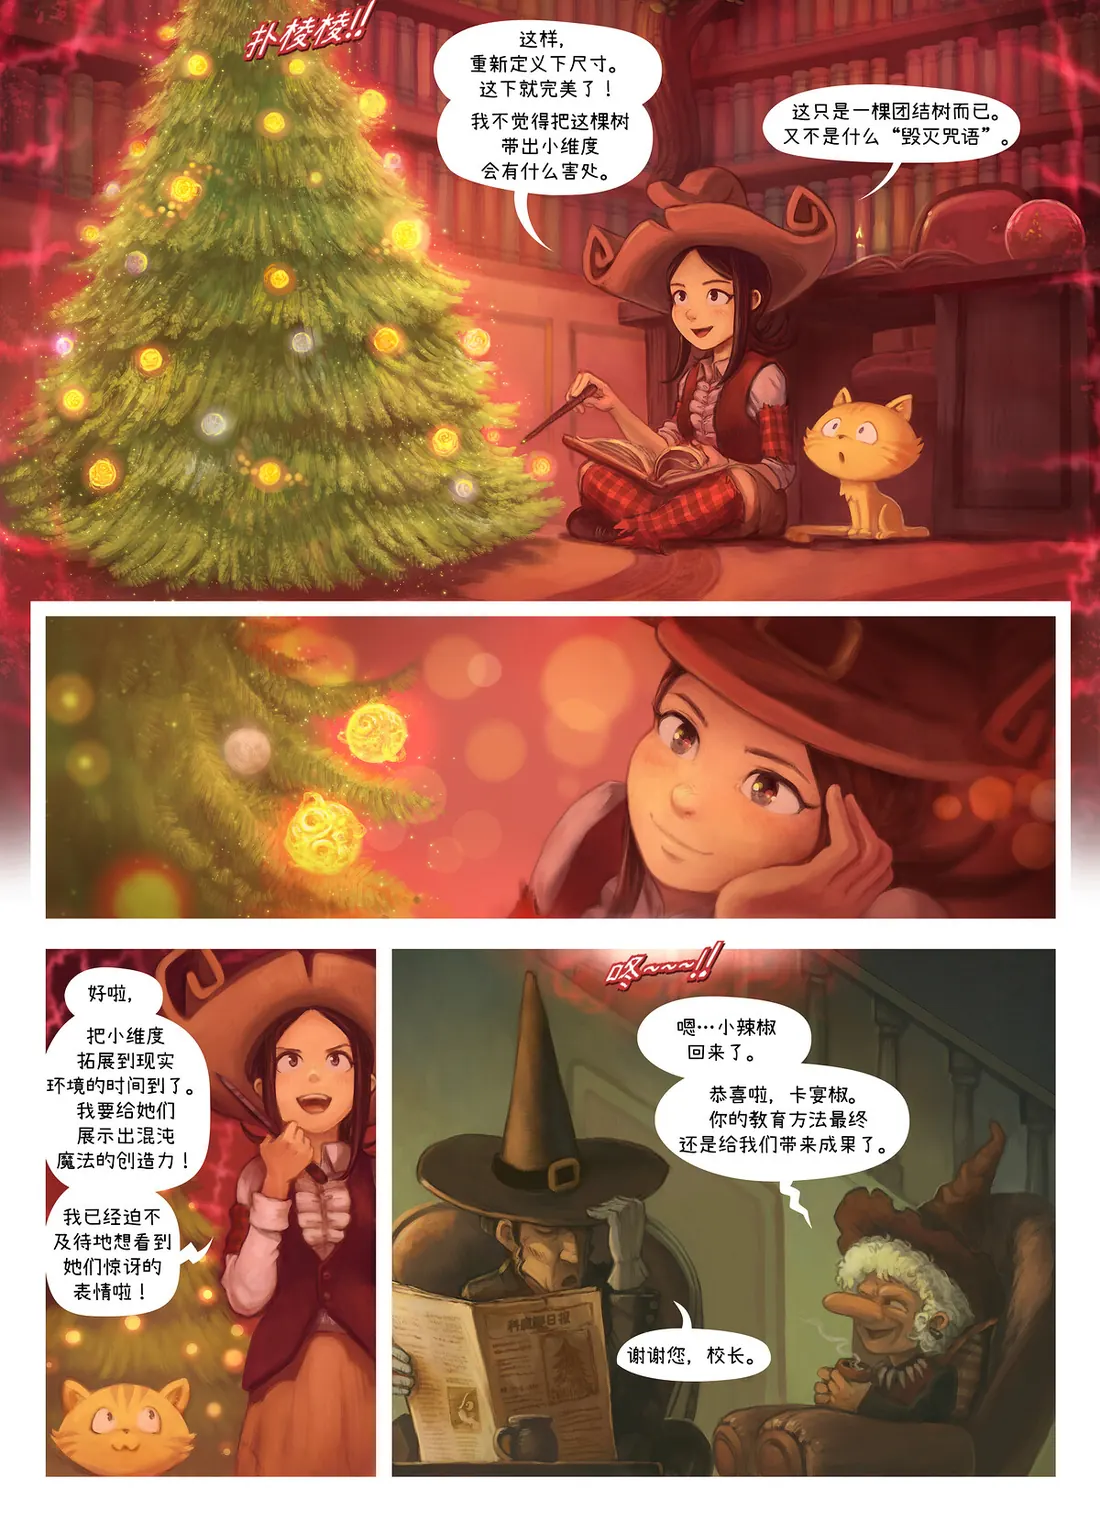 扑棱棱!!
这样，
重新定义下尺寸。
这下就完美了！
我不觉得把这棵树
带出小维度
会有什么害处。
这只是一棵团结树而已。
又不是什么“毁灭咒语”。
好啦，
把小维度
拓展到现实
环境的时间到了。
我要给她们
展示出混沌
魔法的创造力！
我已经迫不
及待地想看到
她们惊讶的
表情啦！
咚~~~~!!
嗯…小辣椒
回来了。
恭喜啦，卡宴椒。
你的教育方法最终
还是给我们带来成果了。
谢谢您，校长。
日报